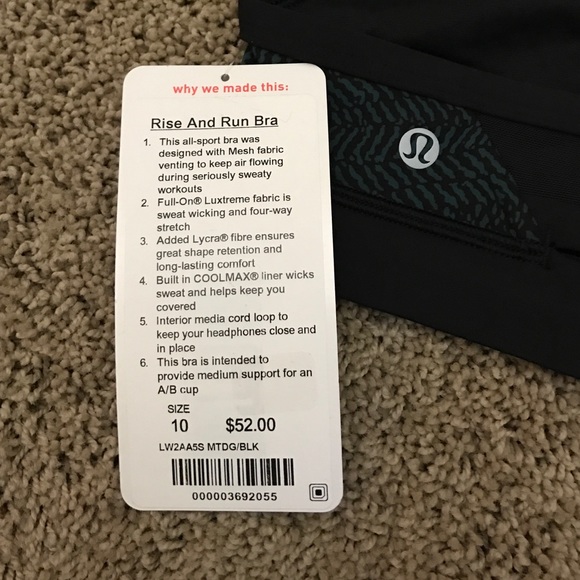 why we made this:
Rise And Run Bra
1. This all-sport bra was
designed with Mesh fabric
venting to keep air flowing
during seriously sweaty
workouts
2. Full-On® Luxtreme fabric is
sweat wicking and four-way
stretch
3. Added Lycra® fibre ensures
great shape retention and
long-lasting comfort
4. Built in COOLMAX® liner wicks
sweat and helps keep you
covered
5. Interior media cord loop to
keep your headphones close and
in place
6. This bra is intended to
provide medium support for an
A/B cup
SIZE
10 $52.00
LW2AA5S MTDG/BLK
000003692055